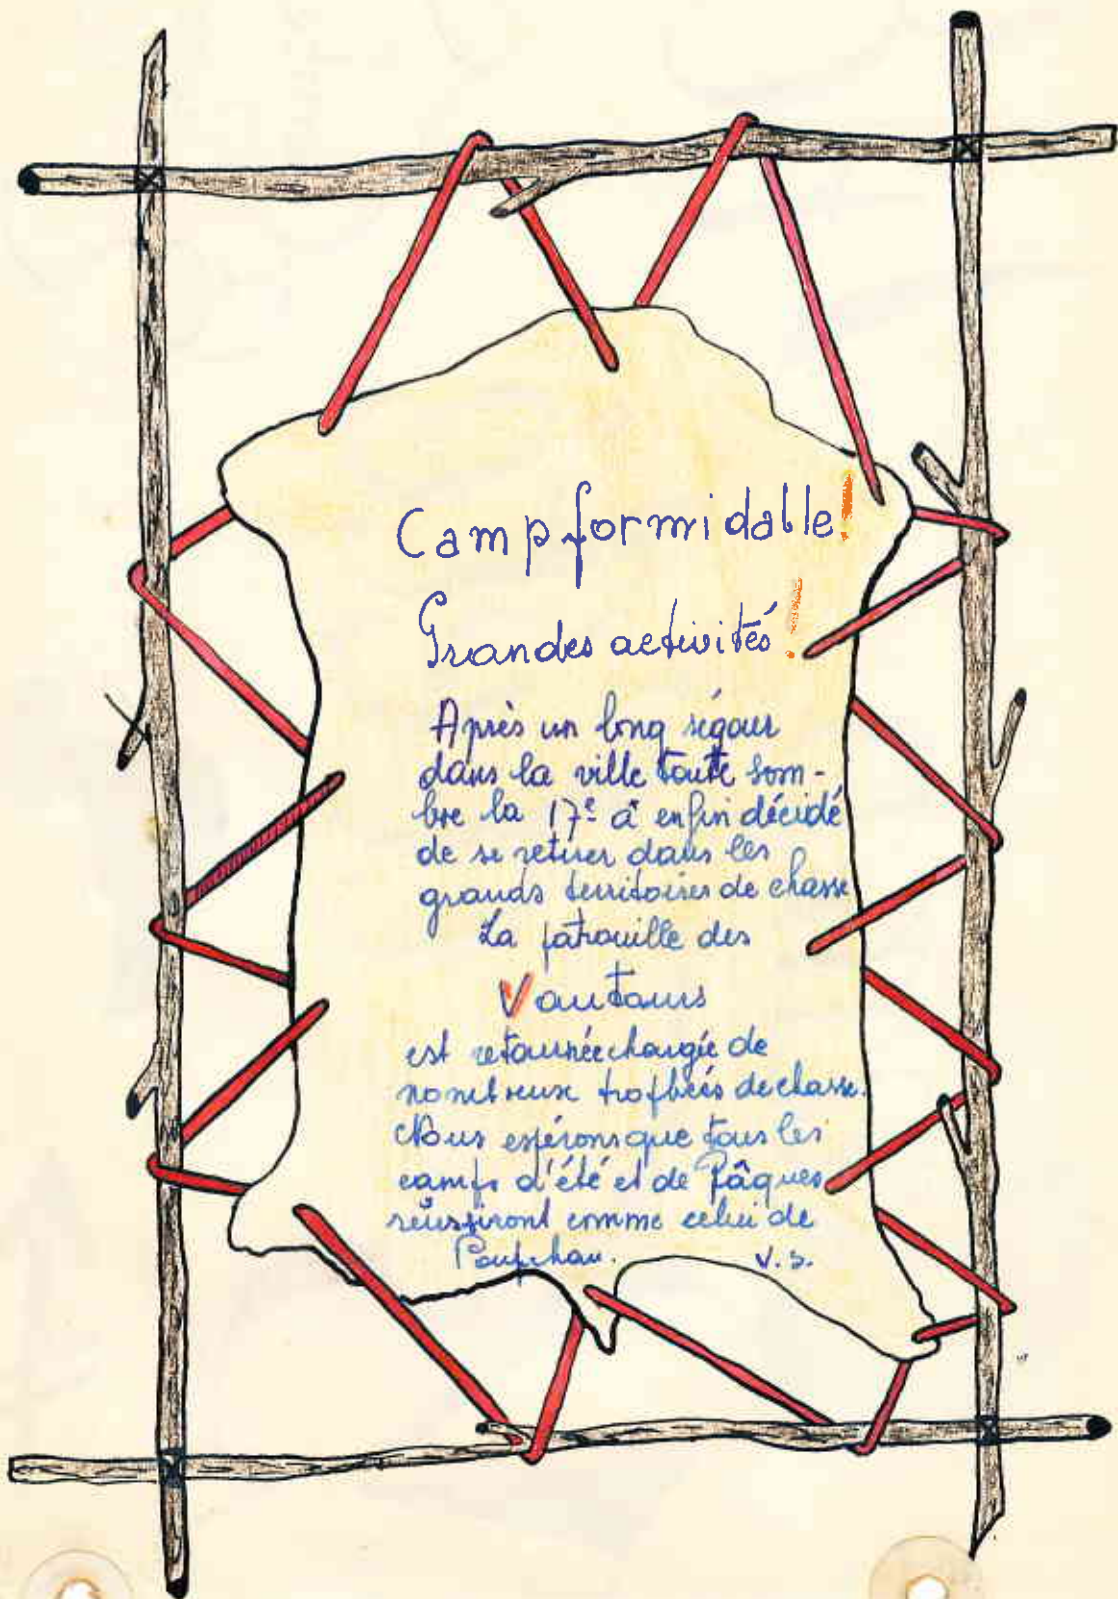 Camp formidable!
Grandes activités!
Après un long séjour
dans la ville toute som-
bre la 17e a enfin décidé
de se retirer dans les
grands territoires de chasse
La patrouille des
Vautours
est retournée chargée de
nombreux trophées de chasse.
Nous espérons que tous les
camps d'été et de Pâques
réussiront comme celui de
Poupehan. V.S.